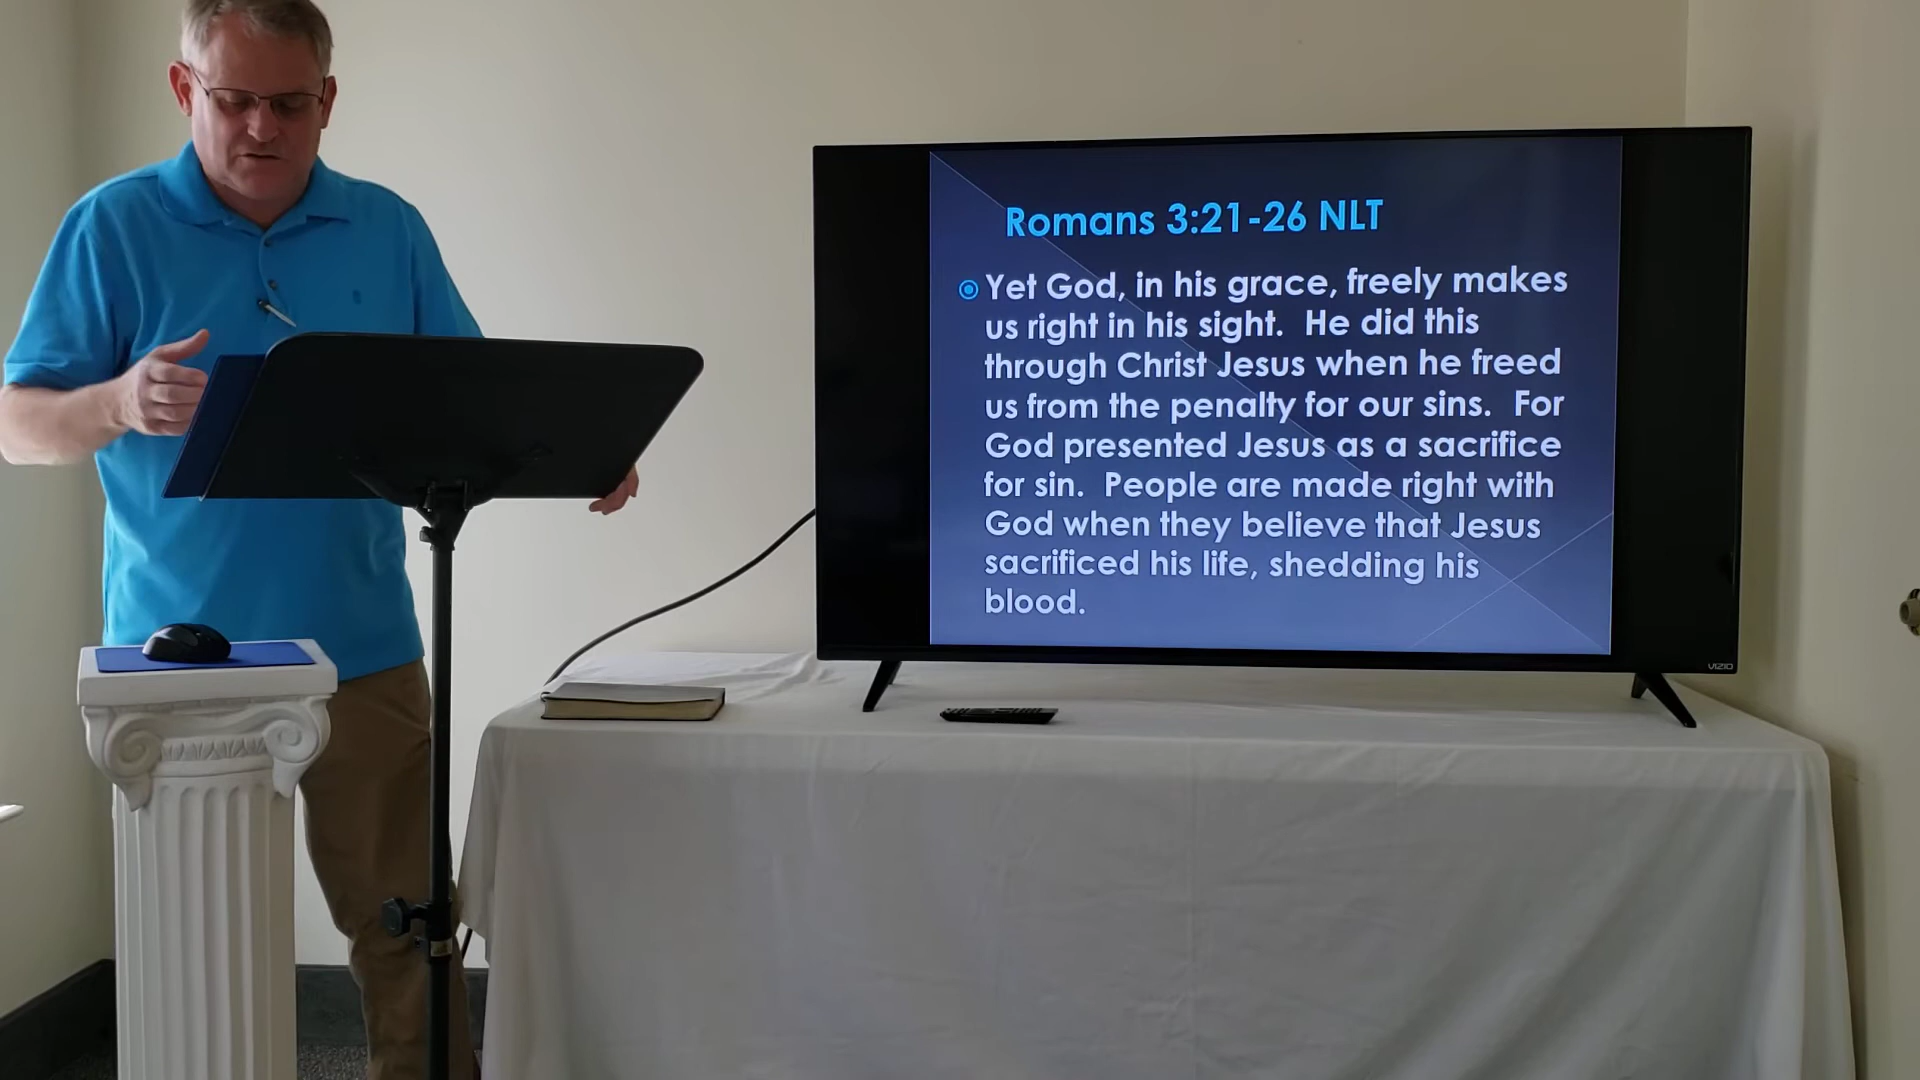 Romans 3:21-26 NLT
Yet God, in his grace, freely makes
us right in his sight.  He did this
through Christ Jesus when he freed
us from the penalty for our sins.  For
God presented Jesus as a sacrifice
for sin.  People are made right with
God when they believe that Jesus
sacrificed his life, shedding his
blood.
VIZIO